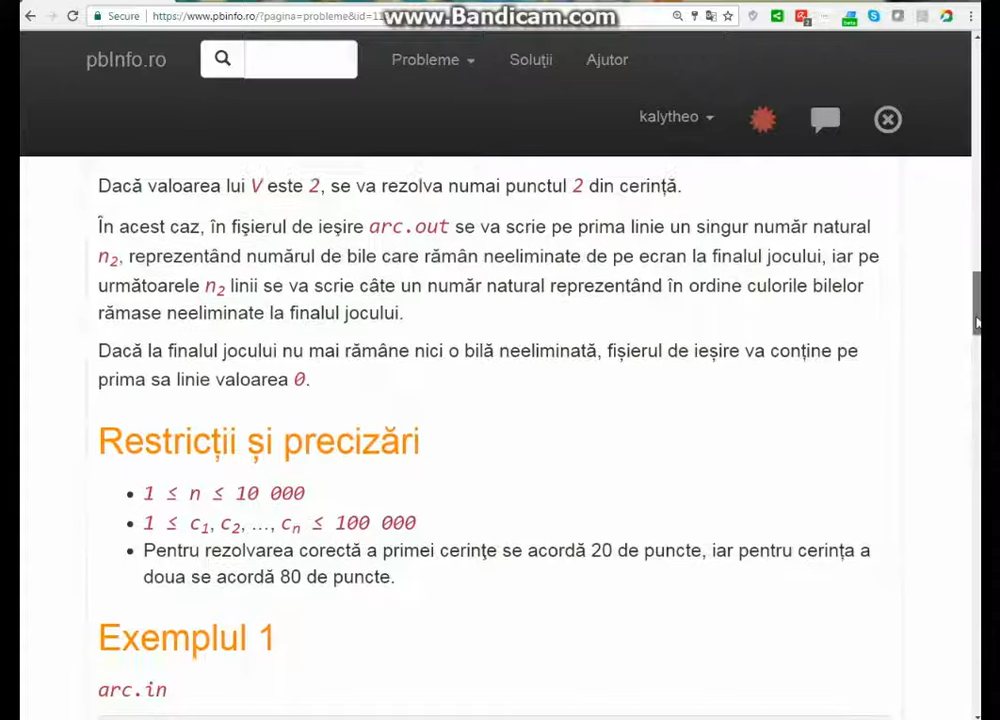 Secure https://www.pbinfo.ro/?pagina=probleme&id=1
www.Bandicam.com
pbInfo.ro Probleme Soluții Ajutor
kalytheo
Dacă valoarea lui V este 2, se va rezolva numai punctul 2 din cerință.
În acest caz, în fişierul de ieşire arc.out se va scrie pe prima linie un singur număr natural
n2, reprezentând numărul de bile care rămân neeliminate de pe ecran la finalul jocului, iar pe
următoarele n2 linii se va scrie câte un număr natural reprezentând în ordine culorile bilelor
rămase neeliminate la finalul jocului.
Dacă la finalul jocului nu mai rămâne nici o bilă neeliminată, fișierul de ieșire va conține pe
prima sa linie valoarea 0.
Restricții și precizări
• 1 ≤ n ≤ 10 000
• 1 ≤ c1, c2, …, cn ≤ 100 000
• Pentru rezolvarea corectă a primei cerinţe se acordă 20 de puncte, iar pentru cerința a
doua se acordă 80 de puncte.
Exemplul 1
arc.in